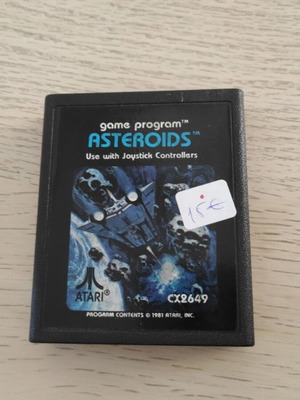 game program™
ASTEROIDS™
Use with Joystick Controllers
15€
ATARI®
CX2649
PROGRAM CONTENTS © 1981 ATARI, INC.